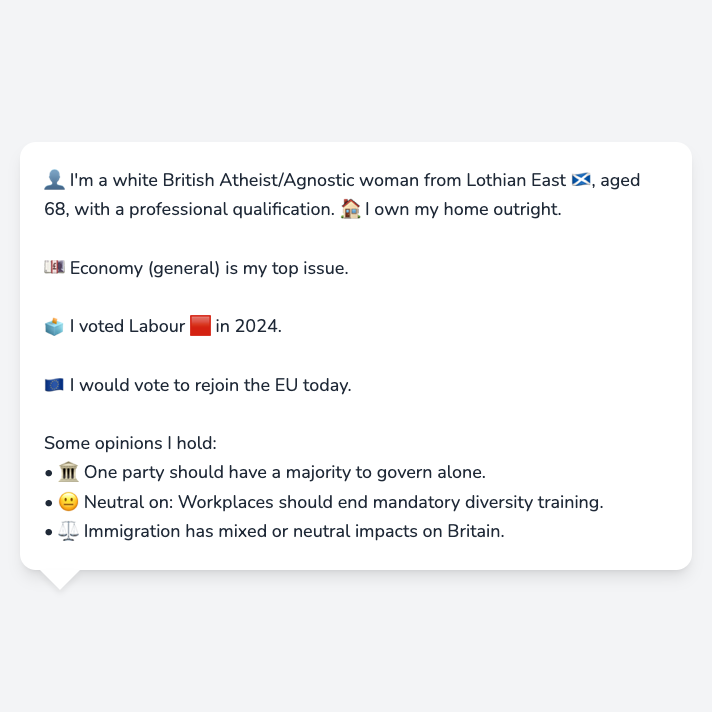 👤 I'm a white British Atheist/Agnostic woman from Lothian East 🏴󠁧󠁢󠁳󠁣󠁴󠁿, aged
68, with a professional qualification. 🏠 I own my home outright.
💷 Economy (general) is my top issue.
🗳️ I voted Labour 🟥 in 2024.
🇪🇺 I would vote to rejoin the EU today.
Some opinions I hold:
• 🏛️ One party should have a majority to govern alone.
• 😐 Neutral on: Workplaces should end mandatory diversity training.
• ⚖️ Immigration has mixed or neutral impacts on Britain.